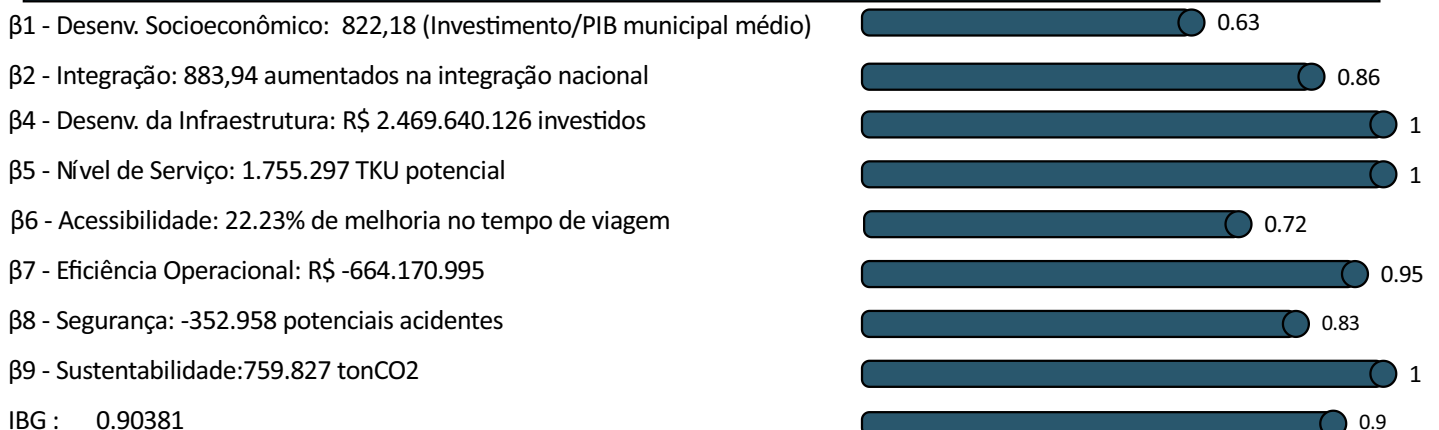 β1 - Desenv. Socioeconômico:  822,18 (Investimento/PIB municipal médio) 0.63
β2 - Integração: 883,94 aumentados na integração nacional 0.86
β4 - Desenv. da Infraestrutura: R$ 2.469.640.126 investidos 1
β5 - Nível de Serviço: 1.755.297 TKU potencial 1
β6 - Acessibilidade: 22.23% de melhoria no tempo de viagem 0.72
β7 - Eficiência Operacional: R$ -664.170.995 0.95
β8 - Segurança: -352.958 potenciais acidentes 0.83
β9 - Sustentabilidade:759.827 tonCO2 1
IBG :    0.90381 0.9